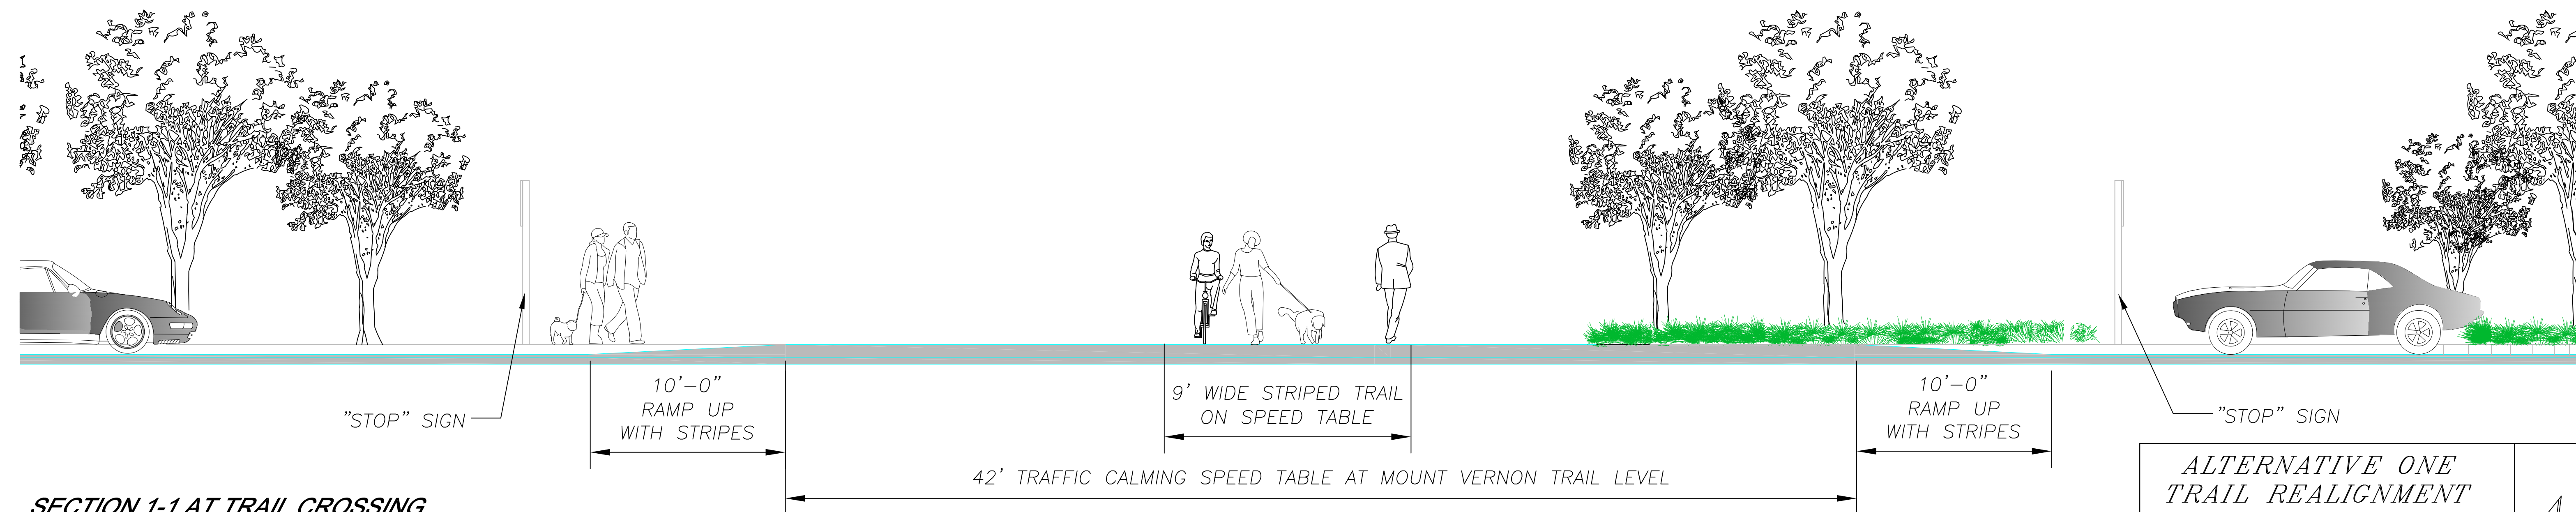 "STOP" SIGN
10'-0"
RAMP UP
WITH STRIPES
9' WIDE STRIPED TRAIL
ON SPEED TABLE
10'-0"
RAMP UP
WITH STRIPES
"STOP" SIGN
42' TRAFFIC CALMING SPEED TABLE AT MOUNT VERNON TRAIL LEVEL
SECTION 1-1 AT TRAIL CROSSING
ALTERNATIVE ONE
TRAIL REALIGNMENT